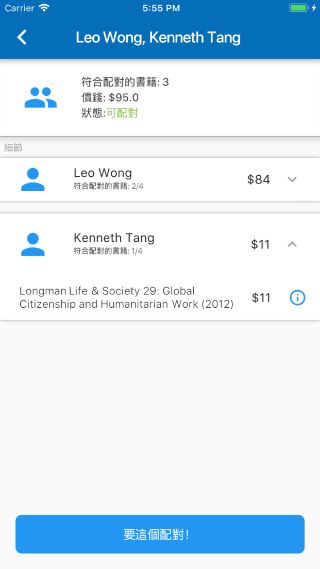 Carrier 5:55 PM
Leo Wong, Kenneth Tang
符合配對的書籍: 3
價錢: $95.0
狀態:可配對
細節
Leo Wong
$84
符合配對的書籍: 2/4
Kenneth Tang
$11
符合配對的書籍: 1/4
Longman Life & Society 29: Global
Citizenship and Humanitarian Work (2012)
$11
要這個配對!